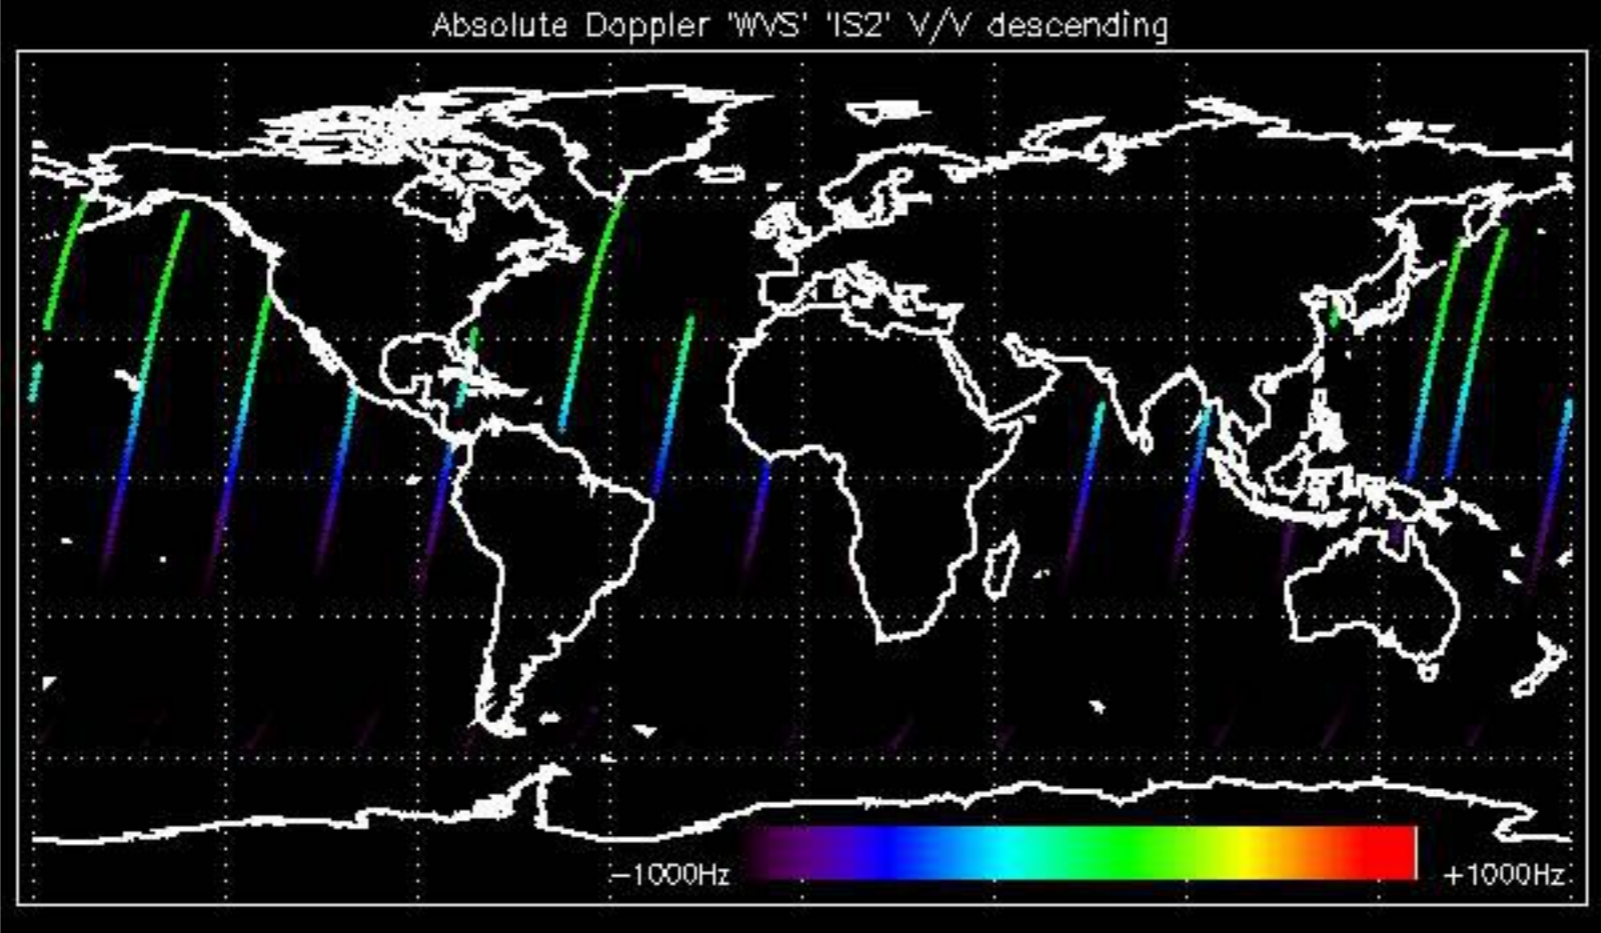 Absolute Doppler 'WVS' 'IS2' V/V descending
-1000Hz +1000Hz